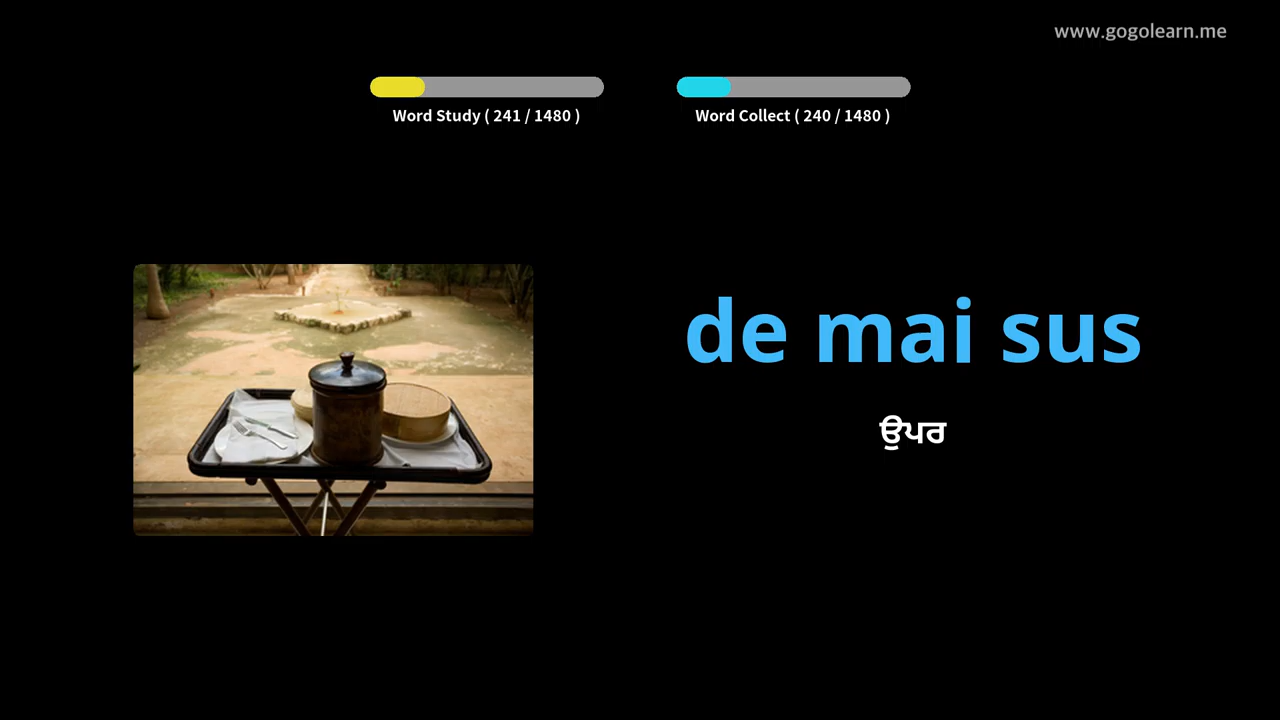 www.gogolearn.me
Word Study ( 241 / 1480 )
Word Collect ( 240 / 1480 )
de mai sus
ਉਪਰ